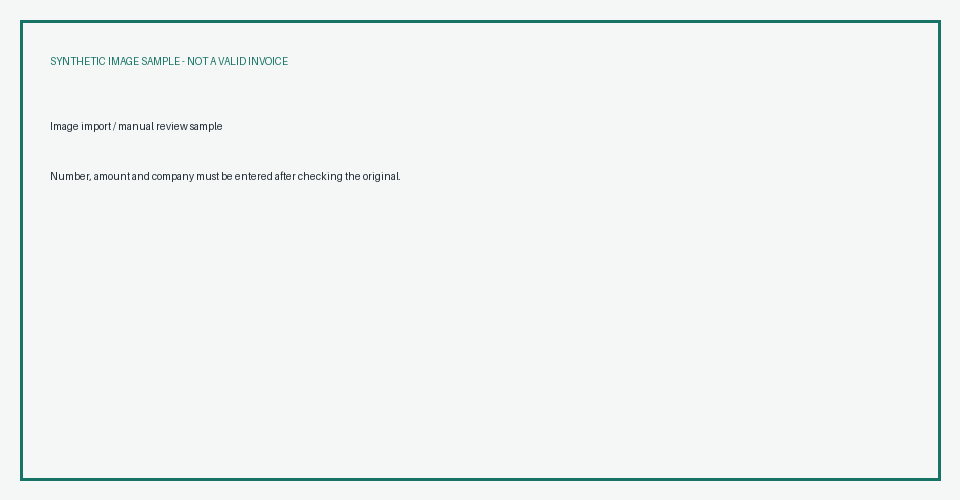 SYNTHETIC IMAGE SAMPLE - NOT A VALID INVOICE
Image import / manual review sample
Number, amount and company must be entered after checking the original.